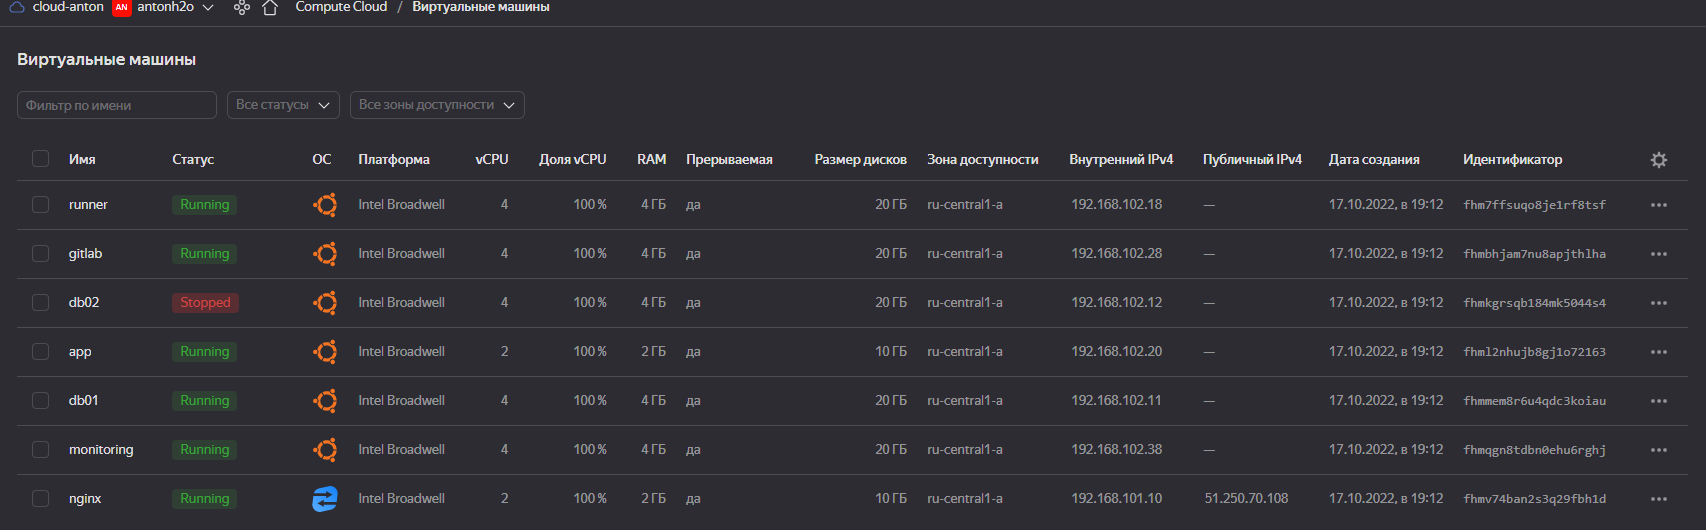 cloud-anton AN antonh2o Compute Cloud / Виртуальные машины
Виртуальные машины
Фильтр по имени Все статусы Все зоны доступности
Имя Статус ОС Платформа vCPU Доля vCPU RAM Прерываемая Размер дисков Зона доступности Внутренний IPv4 Публичный IPv4 Дата создания Идентификатор
runner Running Intel Broadwell 4 100 % 4 ГБ да 20 ГБ ru-central1-a 192.168.102.18 — 17.10.2022, в 19:12 fhm7ffsuqo8je1rf8tsf
gitlab Running Intel Broadwell 4 100 % 4 ГБ да 20 ГБ ru-central1-a 192.168.102.28 — 17.10.2022, в 19:12 fhmbhjam7nu8apjthlha
db02 Stopped Intel Broadwell 4 100 % 4 ГБ да 20 ГБ ru-central1-a 192.168.102.12 — 17.10.2022, в 19:12 fhmkgrsqb184mk5044s4
app Running Intel Broadwell 2 100 % 2 ГБ да 10 ГБ ru-central1-a 192.168.102.20 — 17.10.2022, в 19:12 fhml2nhujb8gj1o72163
db01 Running Intel Broadwell 4 100 % 4 ГБ да 20 ГБ ru-central1-a 192.168.102.11 — 17.10.2022, в 19:12 fhmmem8r6u4qdc3koiau
monitoring Running Intel Broadwell 4 100 % 4 ГБ да 20 ГБ ru-central1-a 192.168.102.38 — 17.10.2022, в 19:12 fhmqgn8tdbn0ehu6rghj
nginx Running Intel Broadwell 2 100 % 2 ГБ да 10 ГБ ru-central1-a 192.168.101.10 51.250.70.108 17.10.2022, в 19:12 fhmv74ban2s3q29fbh1d